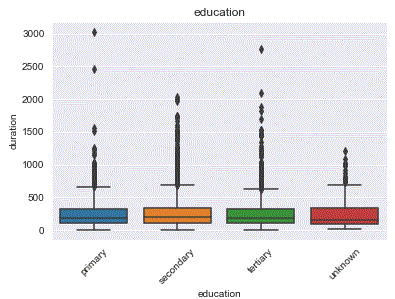 education
3000
2500
2000
1500
1000
500
0
duration
primary
secondary
tertiary
unknown
education